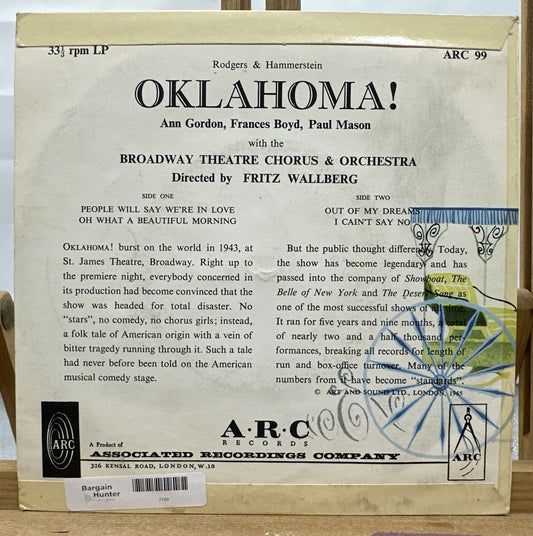 33⅓ rpm LP
ARC 99
Rodgers & Hammerstein
OKLAHOMA!
Ann Gordon, Frances Boyd, Paul Mason
with the
BROADWAY THEATRE CHORUS & ORCHESTRA
Directed by FRITZ WALLBERG
SIDE ONE
PEOPLE WILL SAY WE'RE IN LOVE
OH WHAT A BEAUTIFUL MORNING
SIDE TWO
OUT OF MY DREAMS
I CAIN'T SAY NO
OKLAHOMA! burst on the world in 1943, at
St. James Theatre, Broadway. Right up to
the premiere night, everybody concerned in
its production had become convinced that the
show was headed for total disaster. No
"stars", no comedy, no chorus girls; instead,
a folk tale of American origin with a vein of
bitter tragedy running through it. Such a tale
had never before been told on the American
musical comedy stage.
But the public thought differently. Today,
the show has become legendary and has
passed into the company of Showboat, The
Belle of New York and The Desert Song as
one of the most successful shows of all time.
It ran for five years and nine months, a total
of nearly two and a half thousand per-
formances, breaking all records for length of
run and box-office turnover. Many of the
numbers from it have become "standards".
© ART AND SOUND LTD., LONDON, 1965
ARC
A Product of
A·R·C
RECORDS
ASSOCIATED RECORDINGS COMPANY
326 KENSAL ROAD, LONDON, W.10
ARC
Bargain
Hunter